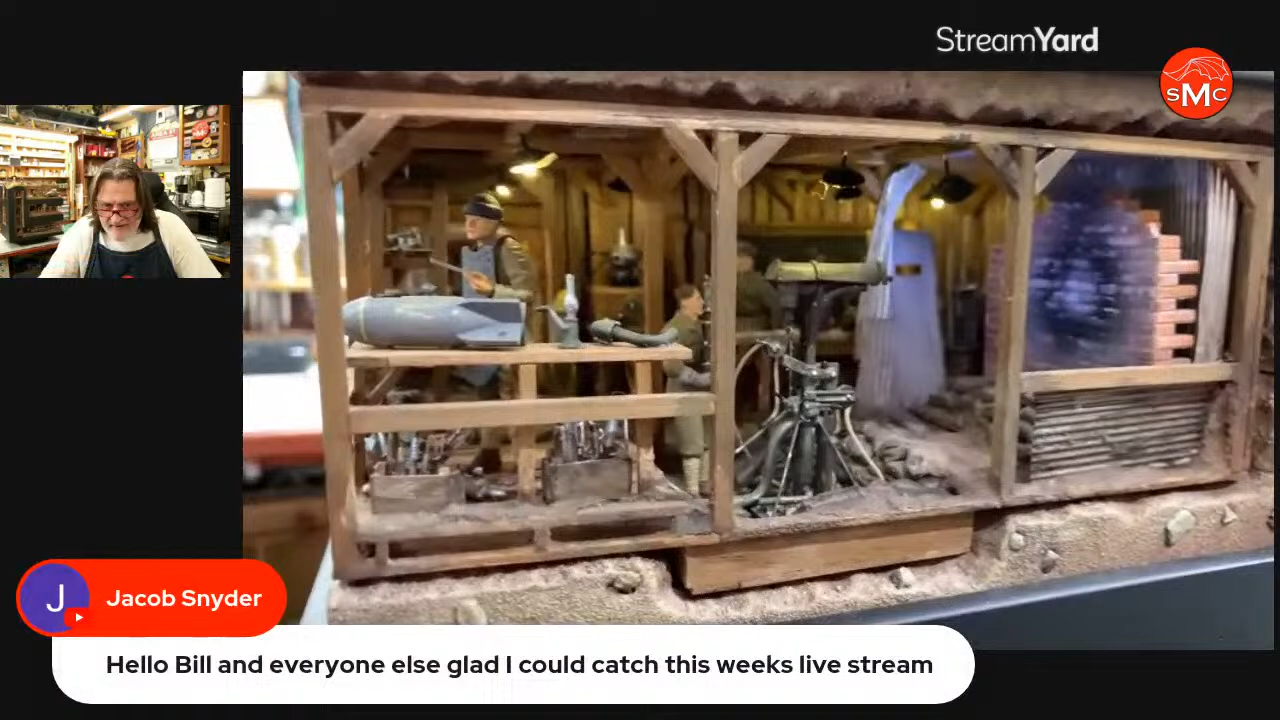 StreamYard
SMC
Jacob Snyder
Hello Bill and everyone else glad I could catch this weeks live stream